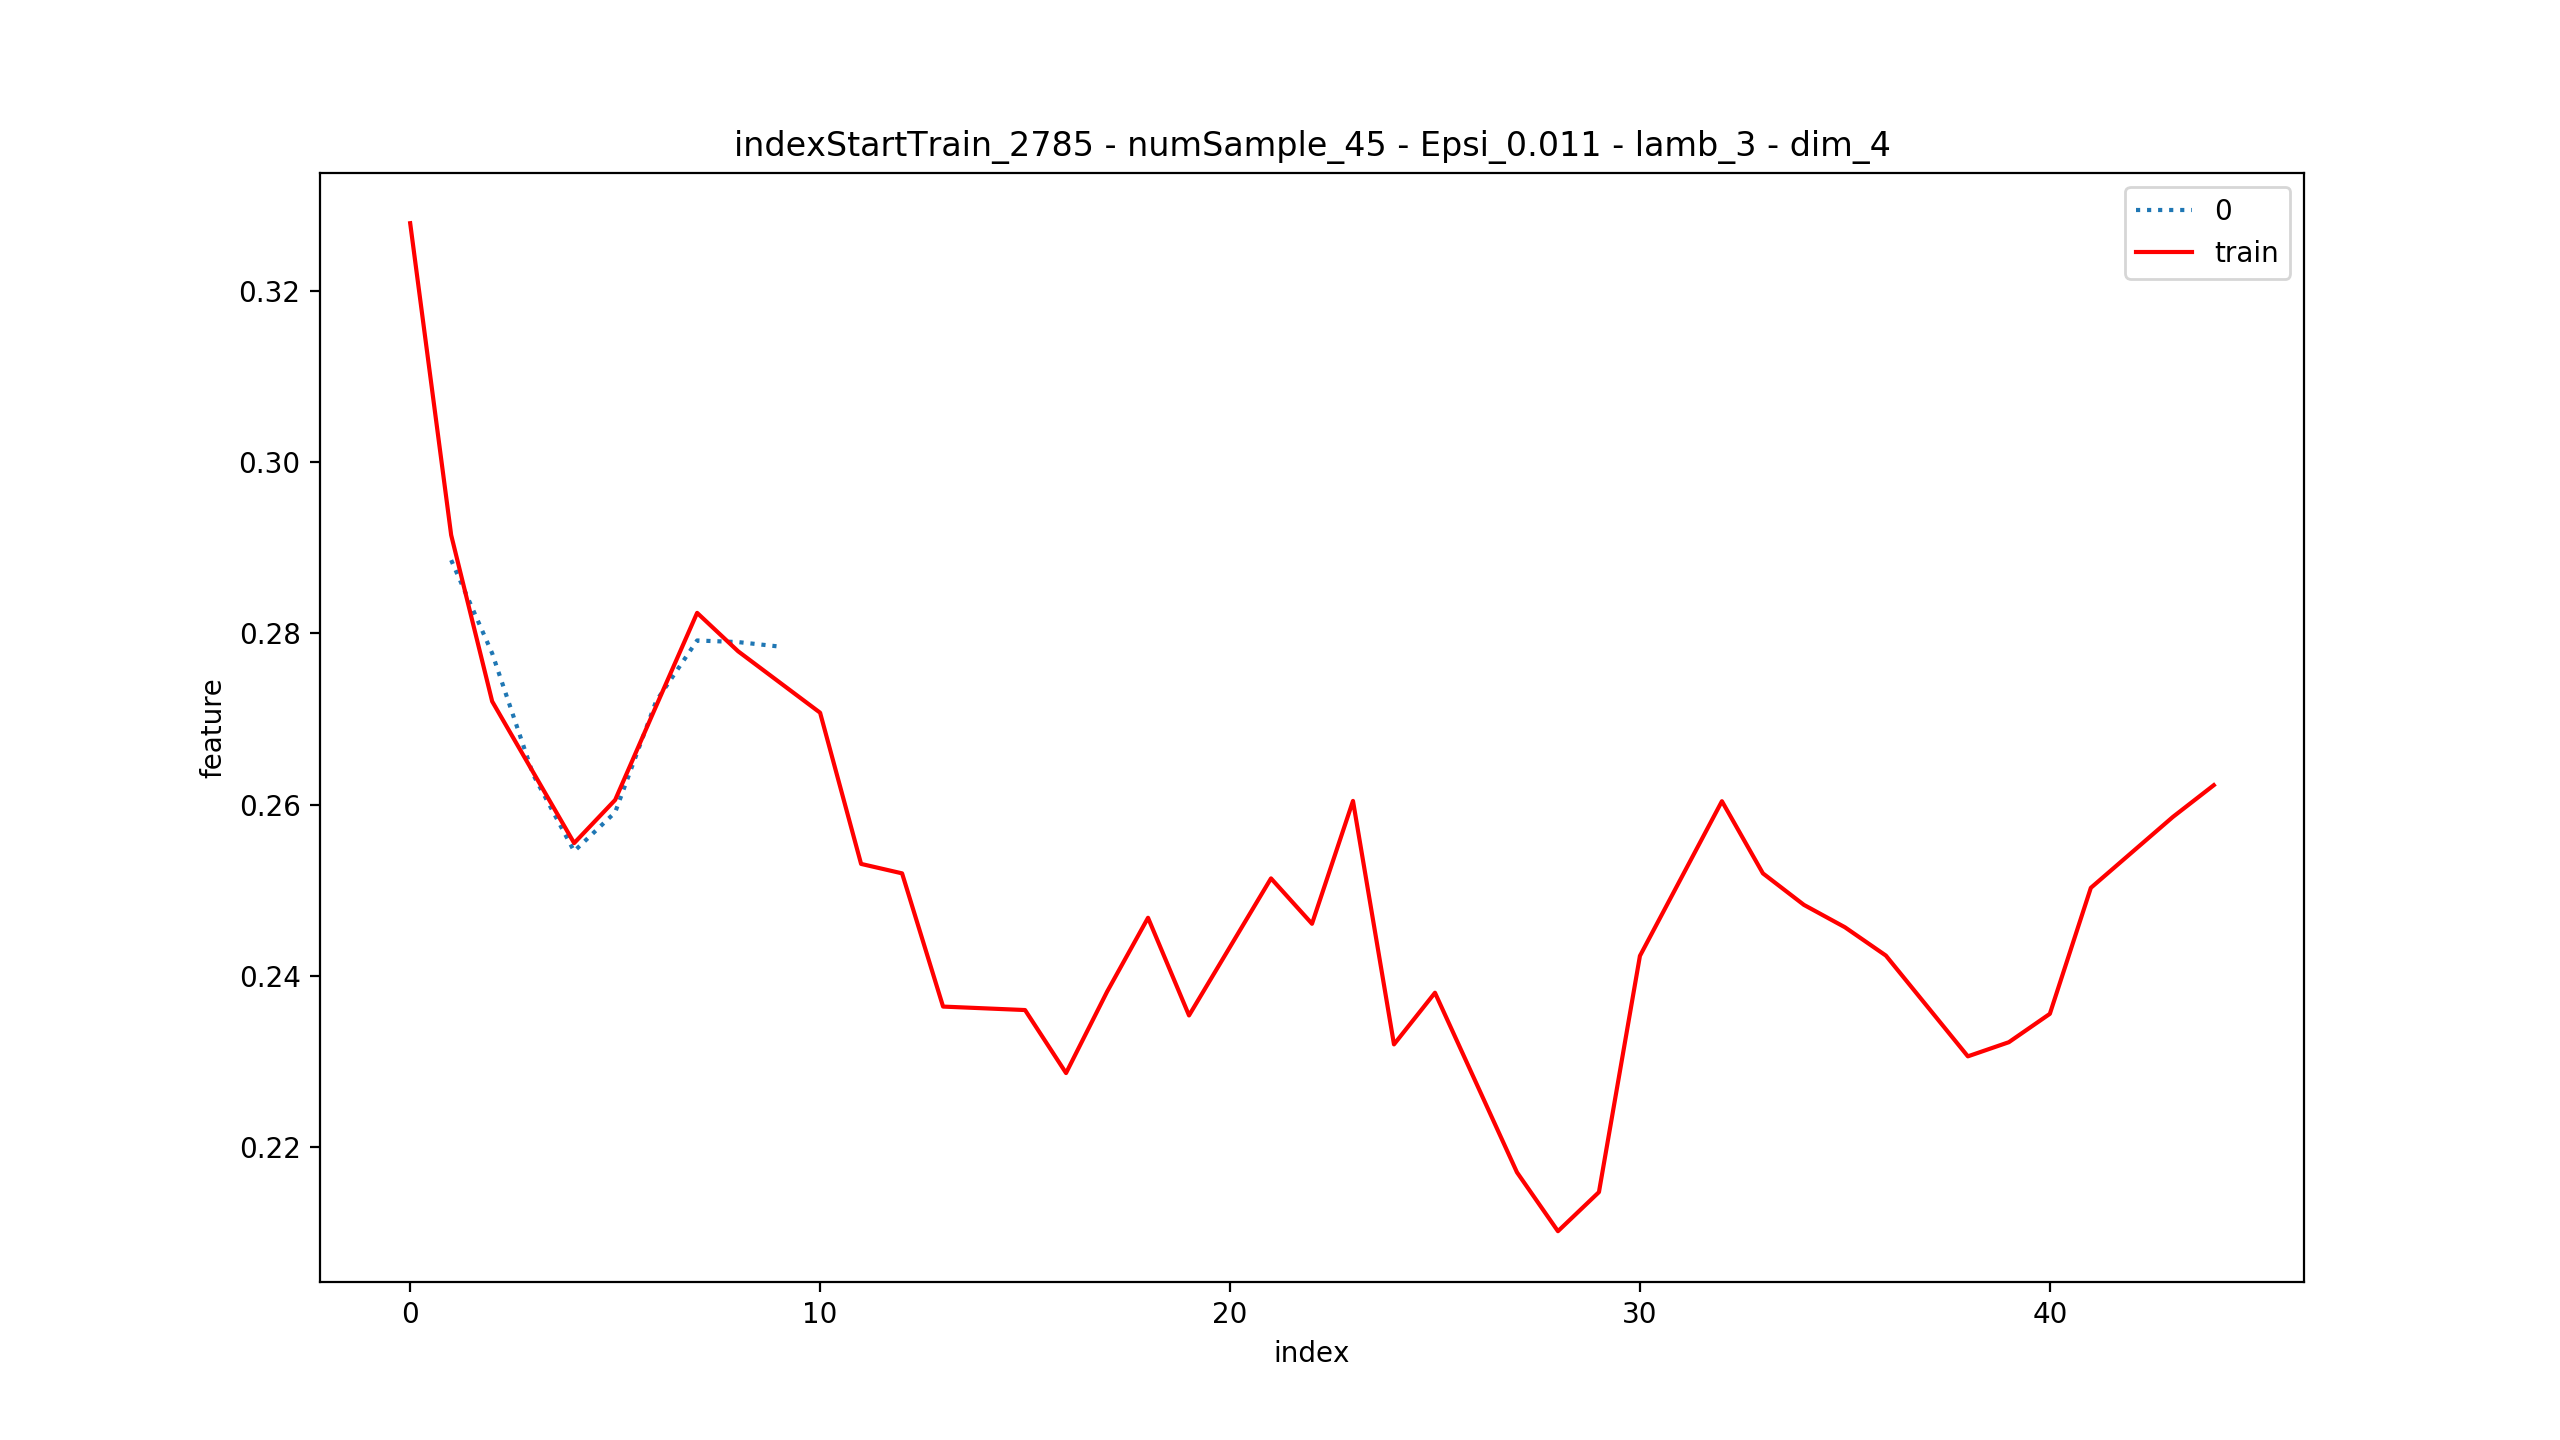 indexStartTrain_2785 - numSample_45 - Epsi_0.011 - lamb_3 - dim_4
0
train
0.32
0.30
0.28
0.26
0.24
0.22
feature
0 10 20 30 40
index